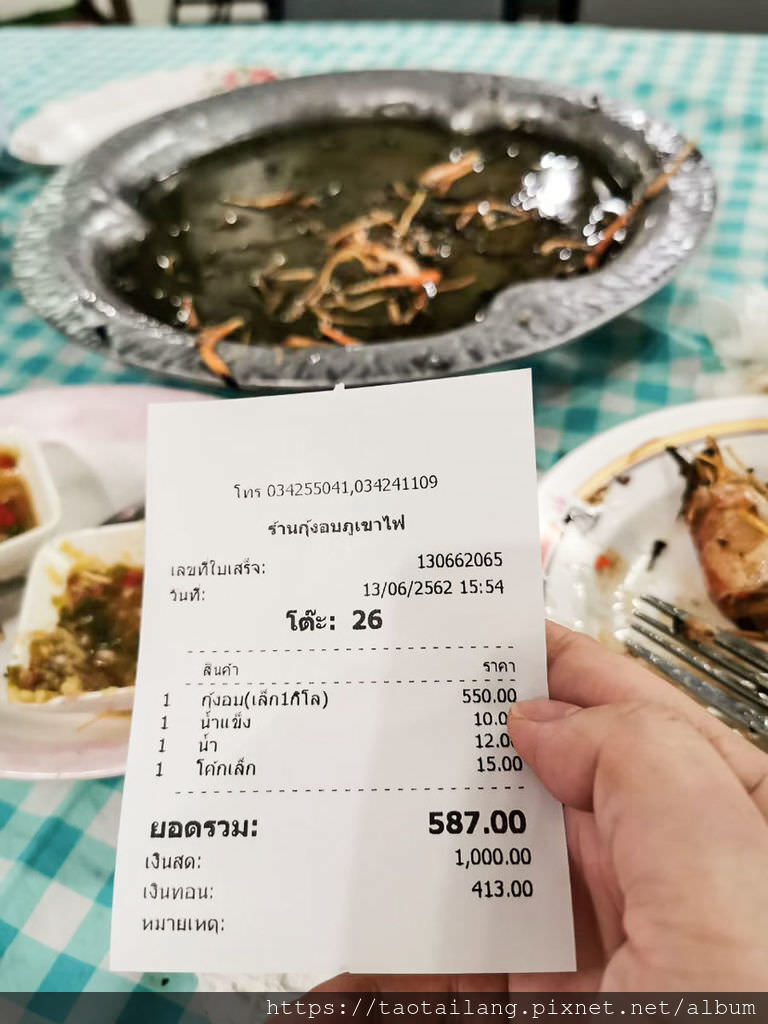 โทร 034255041,034241109
ร้านกุ้งอบภูเขาไฟ
เลขที่ใบเสร็จ: 130662065
วันที่: 13/06/2562 15:54
โต๊ะ: 26
สินค้า ราคา
1 กุ้งอบ(เล็ก1กิโล) 550.00
1 น้ำแข็ง 10.0
1 น้ำ 12.0
1 โค้กเล็ก 15.00
ยอดรวม: 587.00
เงินสด: 1,000.00
เงินทอน: 413.00
หมายเหตุ:
https://taotailang.pixnet.net/album